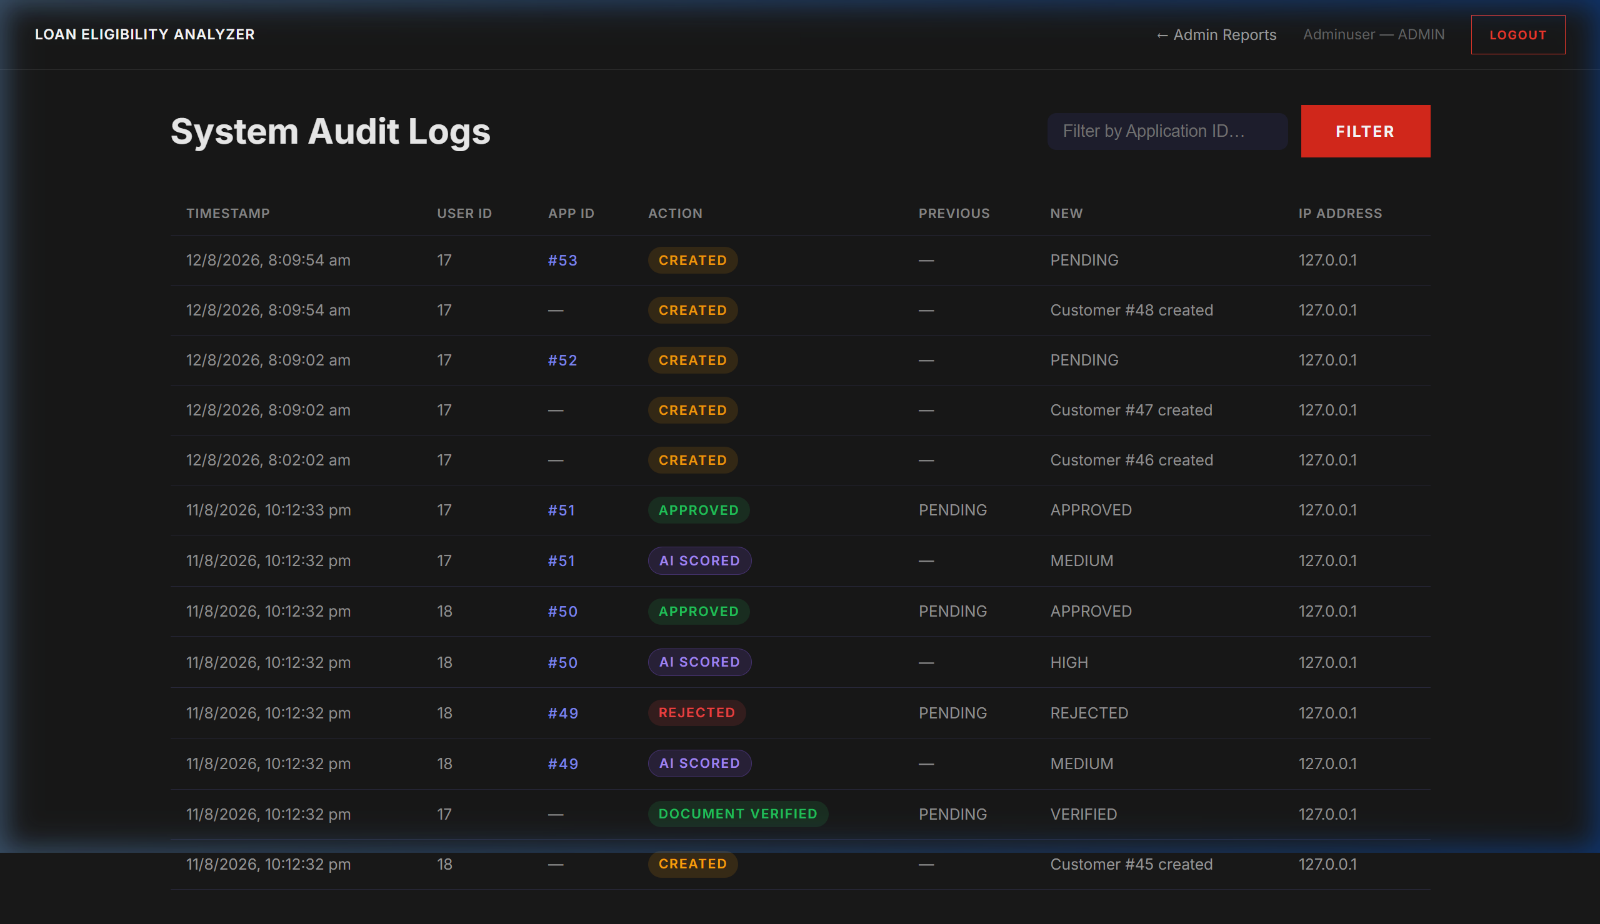 LOAN ELIGIBILITY ANALYZER ← Admin Reports Adminuser — ADMIN LOGOUT
System Audit Logs Filter by Application ID... FILTER
TIMESTAMP USER ID APP ID ACTION PREVIOUS NEW IP ADDRESS
12/8/2026, 8:09:54 am 17 #53 CREATED — PENDING 127.0.0.1
12/8/2026, 8:09:54 am 17 — CREATED — Customer #48 created 127.0.0.1
12/8/2026, 8:09:02 am 17 #52 CREATED — PENDING 127.0.0.1
12/8/2026, 8:09:02 am 17 — CREATED — Customer #47 created 127.0.0.1
12/8/2026, 8:02:02 am 17 — CREATED — Customer #46 created 127.0.0.1
11/8/2026, 10:12:33 pm 17 #51 APPROVED PENDING APPROVED 127.0.0.1
11/8/2026, 10:12:32 pm 17 #51 AI SCORED — MEDIUM 127.0.0.1
11/8/2026, 10:12:32 pm 18 #50 APPROVED PENDING APPROVED 127.0.0.1
11/8/2026, 10:12:32 pm 18 #50 AI SCORED — HIGH 127.0.0.1
11/8/2026, 10:12:32 pm 18 #49 REJECTED PENDING REJECTED 127.0.0.1
11/8/2026, 10:12:32 pm 18 #49 AI SCORED — MEDIUM 127.0.0.1
11/8/2026, 10:12:32 pm 17 — DOCUMENT VERIFIED PENDING VERIFIED 127.0.0.1
11/8/2026, 10:12:32 pm 18 — CREATED — Customer #45 created 127.0.0.1